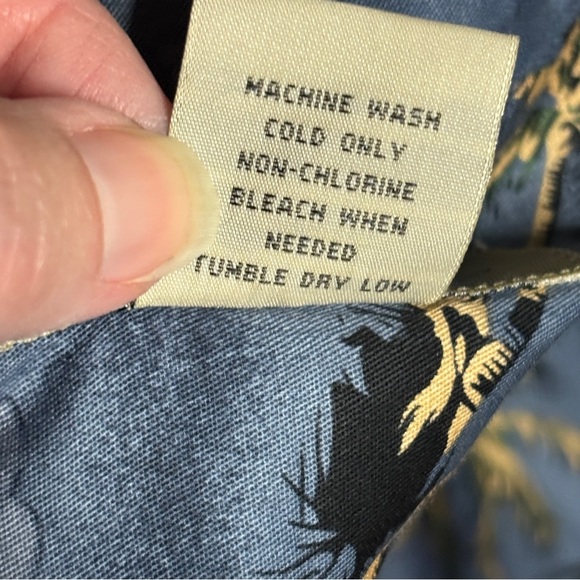 MACHINE WASH
COLD ONLY
NON-CHLORINE
BLEACH WHEN
NEEDED
TUMBLE DRY LOW